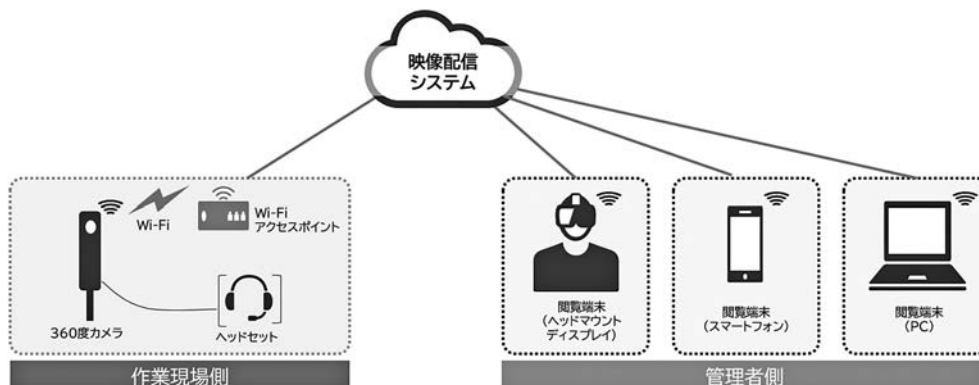 映像配信
システム
Wi-Fi
Wi-Fi
アクセスポイント
360度カメラ
ヘッドセット
作業現場側
閲覧端末
(ヘッドマウント
ディスプレイ)
閲覧端末
(スマートフォン)
閲覧端末
(PC)
管理者側